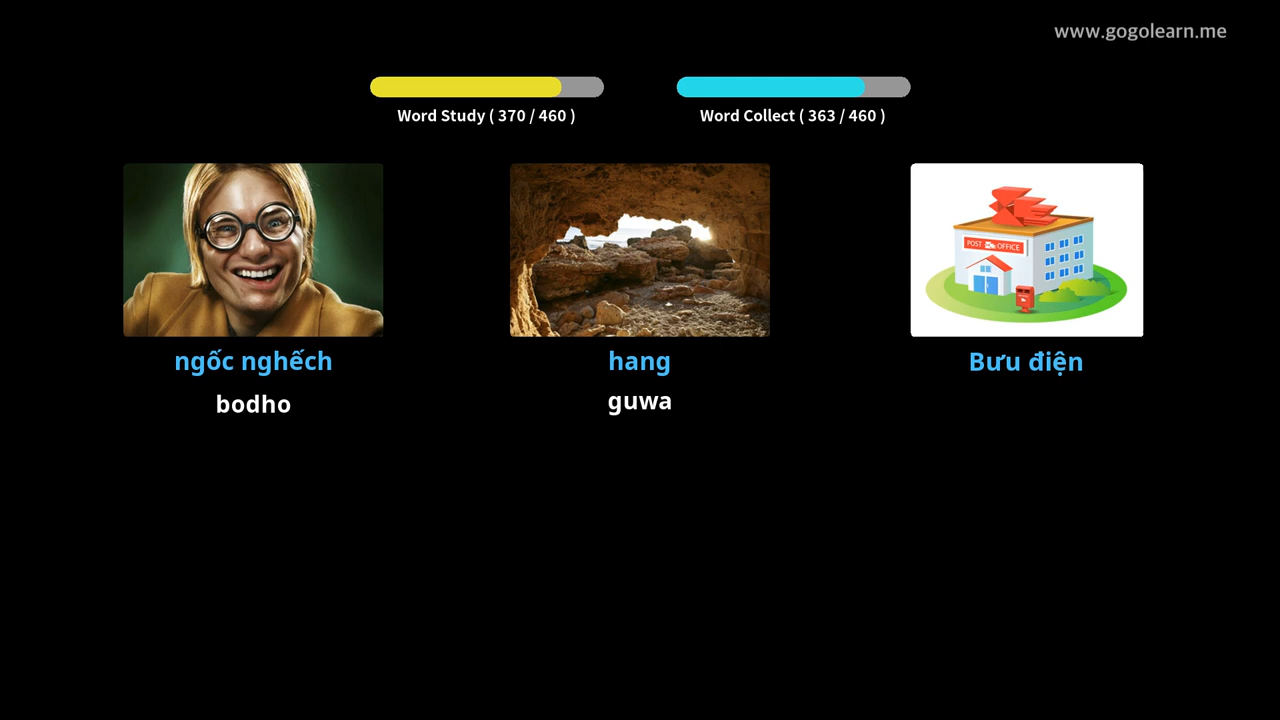 www.gogolearn.me
Word Study ( 370 / 460 )
Word Collect ( 363 / 460 )
POST OFFICE
ngốc nghếch
hang
Bưu điện
bodho
guwa